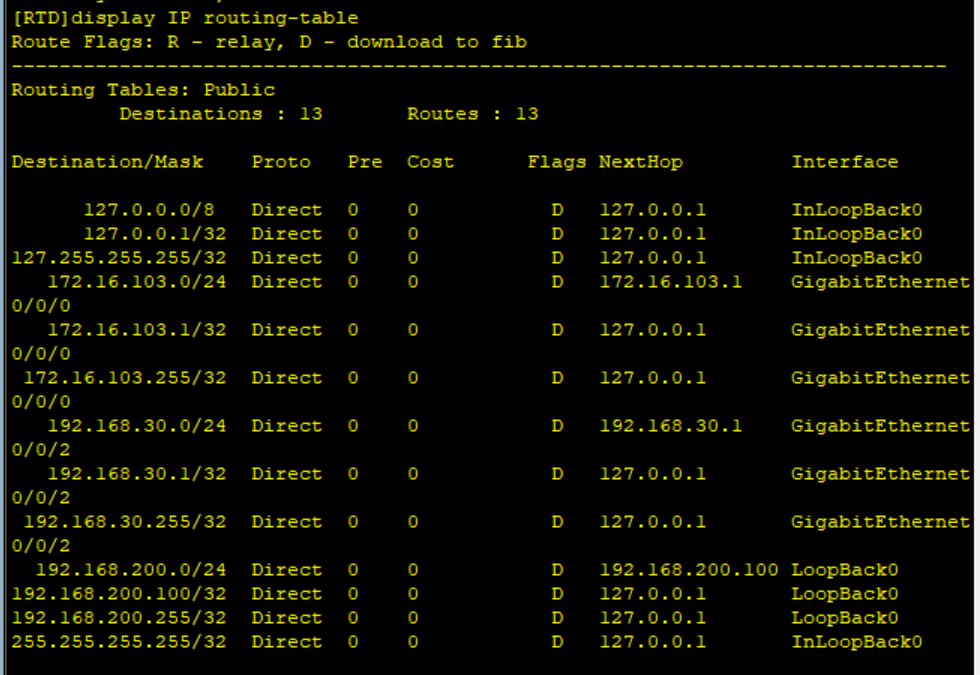 [RTD]display IP routing-table
Route Flags: R - relay, D - download to fib
------------------------------------------------------------------------------
Routing Tables: Public
         Destinations : 13       Routes : 13

Destination/Mask    Proto   Pre  Cost      Flags NextHop         Interface

      127.0.0.0/8   Direct  0    0           D   127.0.0.1       InLoopBack0
      127.0.0.1/32  Direct  0    0           D   127.0.0.1       InLoopBack0
127.255.255.255/32  Direct  0    0           D   127.0.0.1       InLoopBack0
   172.16.103.0/24  Direct  0    0           D   172.16.103.1    GigabitEthernet
0/0/0
   172.16.103.1/32  Direct  0    0           D   127.0.0.1       GigabitEthernet
0/0/0
 172.16.103.255/32  Direct  0    0           D   127.0.0.1       GigabitEthernet
0/0/0
   192.168.30.0/24  Direct  0    0           D   192.168.30.1    GigabitEthernet
0/0/2
   192.168.30.1/32  Direct  0    0           D   127.0.0.1       GigabitEthernet
0/0/2
 192.168.30.255/32  Direct  0    0           D   127.0.0.1       GigabitEthernet
0/0/2
  192.168.200.0/24  Direct  0    0           D   192.168.200.100 LoopBack0
192.168.200.100/32  Direct  0    0           D   127.0.0.1       LoopBack0
192.168.200.255/32  Direct  0    0           D   127.0.0.1       LoopBack0
255.255.255.255/32  Direct  0    0           D   127.0.0.1       InLoopBack0